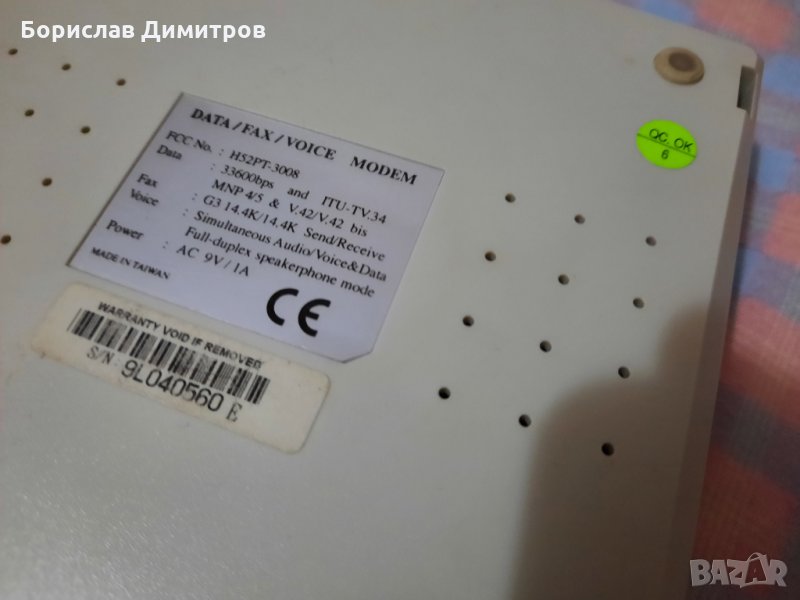 Борислав Димитров
QC. OK
6
DATA / FAX / VOICE MODEM
FCC No. : H52PT-3008
Data : 33600bps and ITU-TV.34
MNP 4/5 & V.42/V.42 bis
Fax : G3 14.4K/14.4K Send/Receive
Voice : Simultaneous Audio/Voice&Data
Full-duplex speakerphone mode
Power : AC 9V / 1A
MADE IN TAIWAN
CE
WARRANTY VOID IF REMOVED
S/N: 9L040560 E
BAZAR